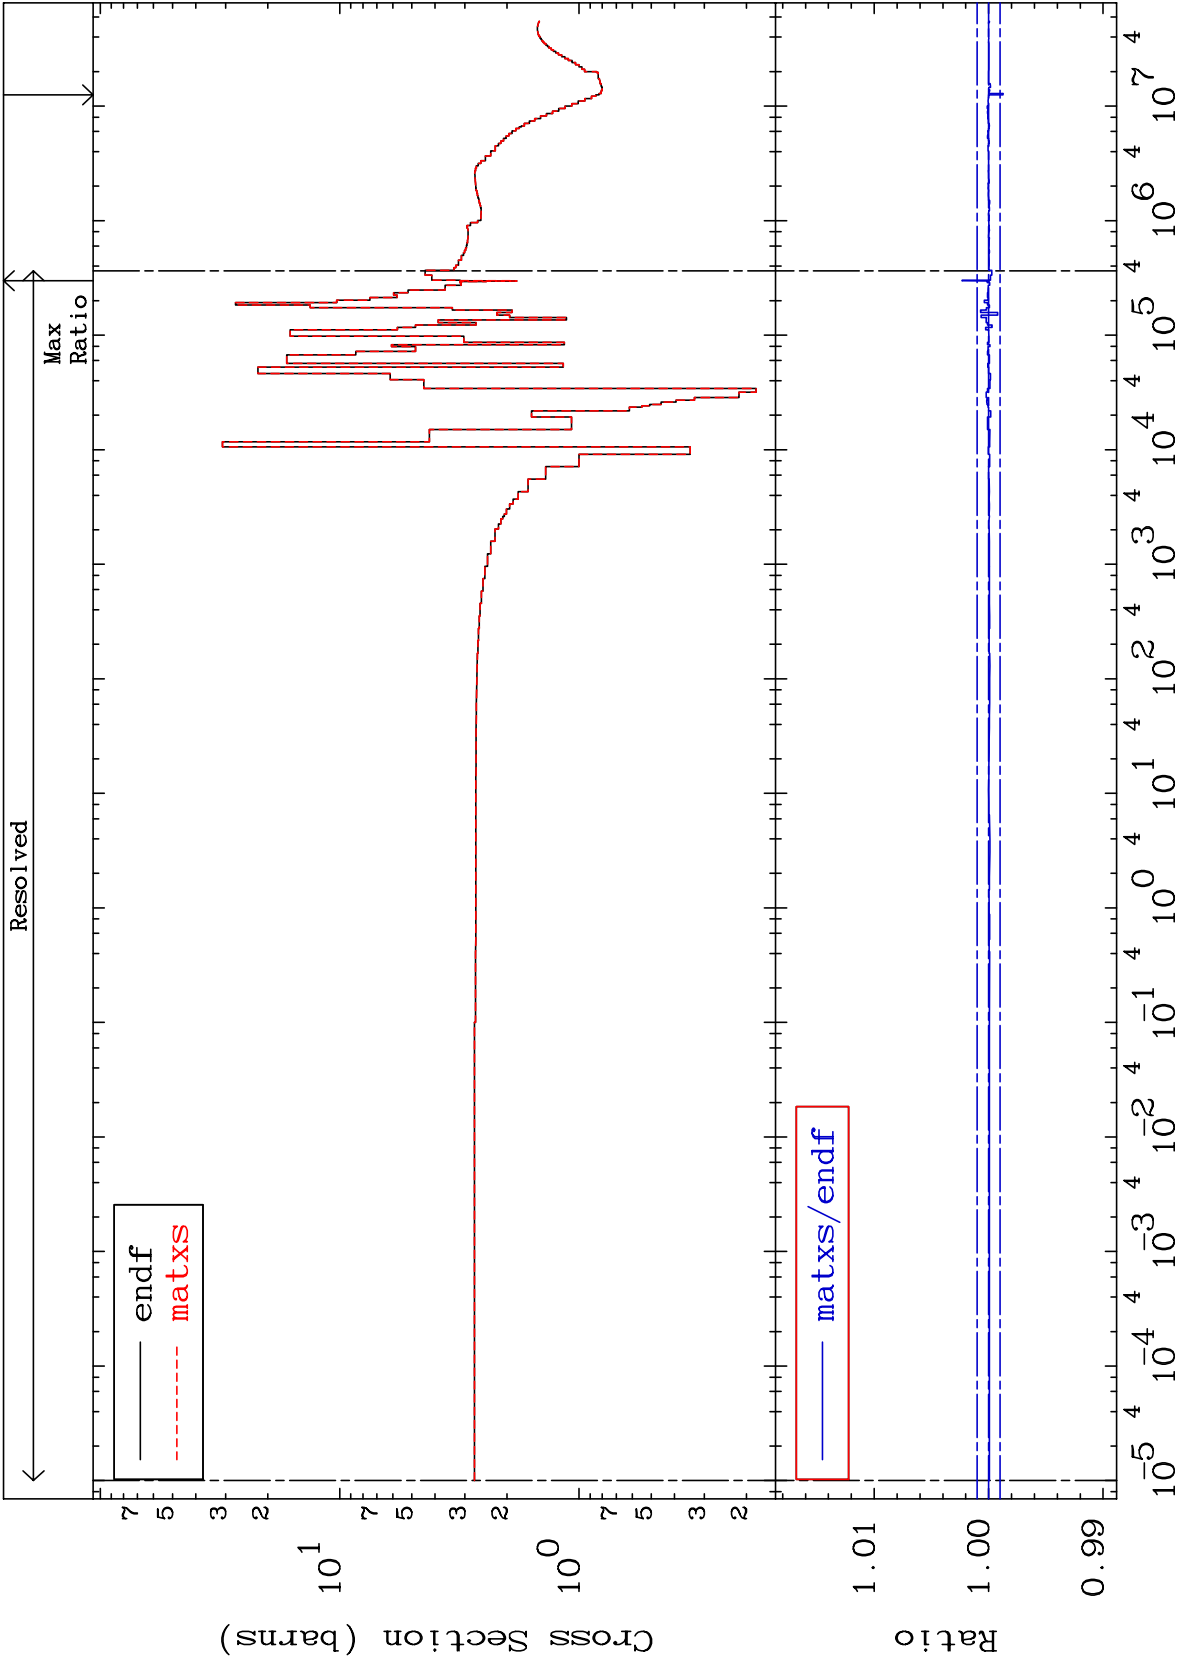 Resolved
Max
Ratio
endf
matxs
Cross Section (barns)
7
5
3
2
10^1
7
5
3
2
10^0
7
5
3
2
matxs/endf
Ratio
1.01
1.00
0.99
10^-5 4 10^-4 4 10^-3 4 10^-2 4 10^-1 4 10^0 4 10^1 4 10^2 4 10^3 4 10^4 4 10^5 4 10^6 4 10^7 4